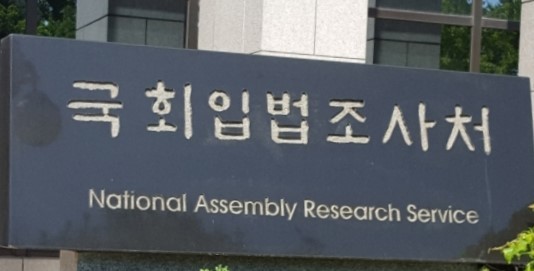 국회입법조사처
National Assembly Research Service